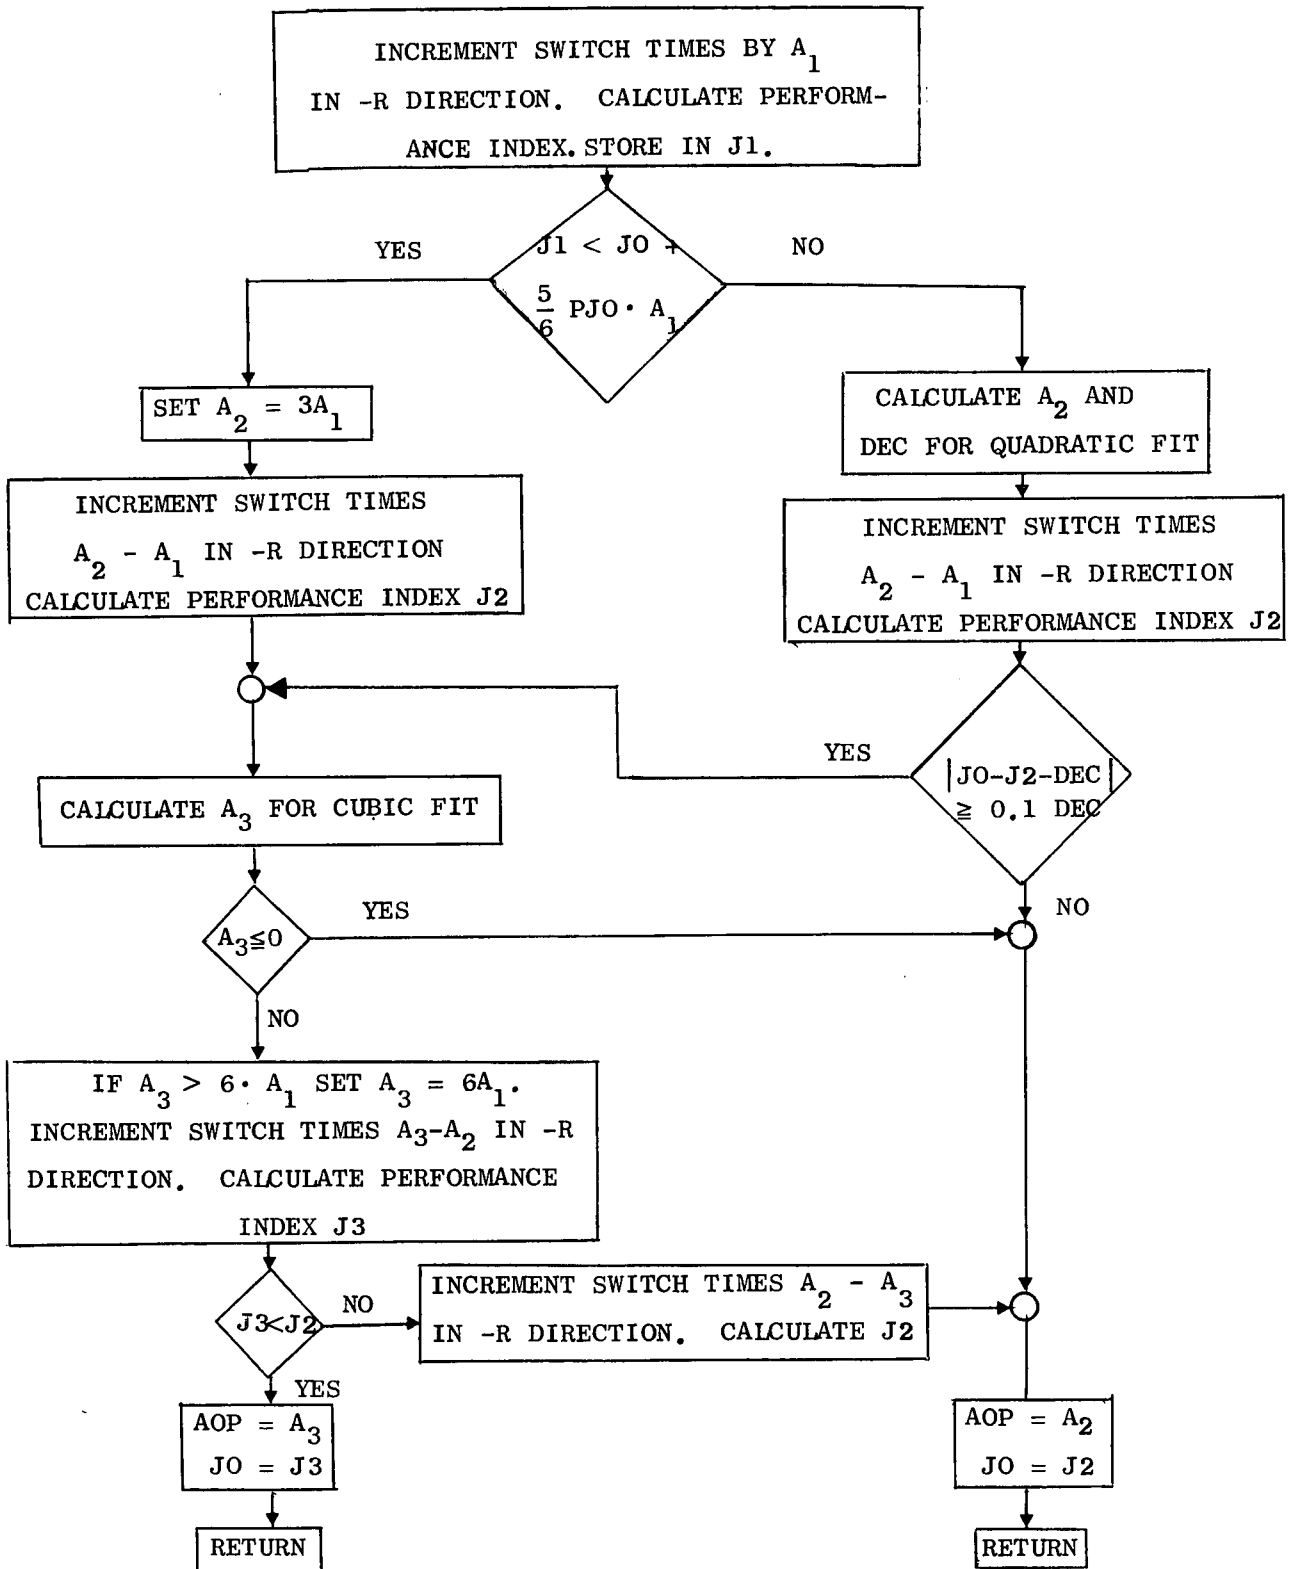 INCREMENT SWITCH TIMES BY A1
IN -R DIRECTION. CALCULATE PERFORM-
ANCE INDEX. STORE IN J1.
YES
J1 < JO +
5/6 PJO · A1
NO
SET A2 = 3A1
CALCULATE A2 AND
DEC FOR QUADRATIC FIT
INCREMENT SWITCH TIMES
A2 - A1 IN -R DIRECTION
CALCULATE PERFORMANCE INDEX J2
INCREMENT SWITCH TIMES
A2 - A1 IN -R DIRECTION
CALCULATE PERFORMANCE INDEX J2
YES
|JO-J2-DEC|
≧ 0.1 DEC
NO
CALCULATE A3 FOR CUBIC FIT
A3≦0
YES
NO
IF A3 > 6· A1 SET A3 = 6A1.
INCREMENT SWITCH TIMES A3-A2 IN -R
DIRECTION. CALCULATE PERFORMANCE
INDEX J3
J3<J2
NO
INCREMENT SWITCH TIMES A2 - A3
IN -R DIRECTION. CALCULATE J2
YES
AOP = A3
JO = J3
AOP = A2
JO = J2
RETURN
RETURN